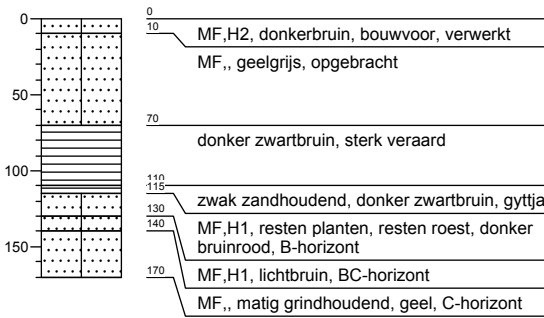 0
0
10
MF,H2, donkerbruin, bouwvoor, verwerkt
MF,, geelgrijs, opgebracht
50
70
donker zwartbruin, sterk veraard
100
110
115
zwak zandhoudend, donker zwartbruin, gyttja
130
MF,H1, resten planten, resten roest, donker
bruinrood, B-horizont
140
150
MF,H1, lichtbruin, BC-horizont
170
MF,, matig grindhoudend, geel, C-horizont